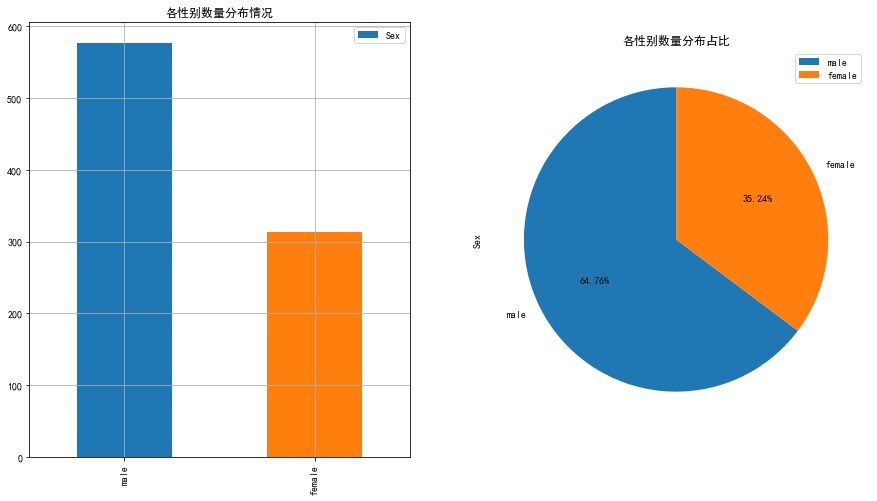 各性别数量分布情况
600
500
400
300
200
100
0
Sex
male
female
各性别数量分布占比
male
female
female
35.24%
Sex
64.76%
male